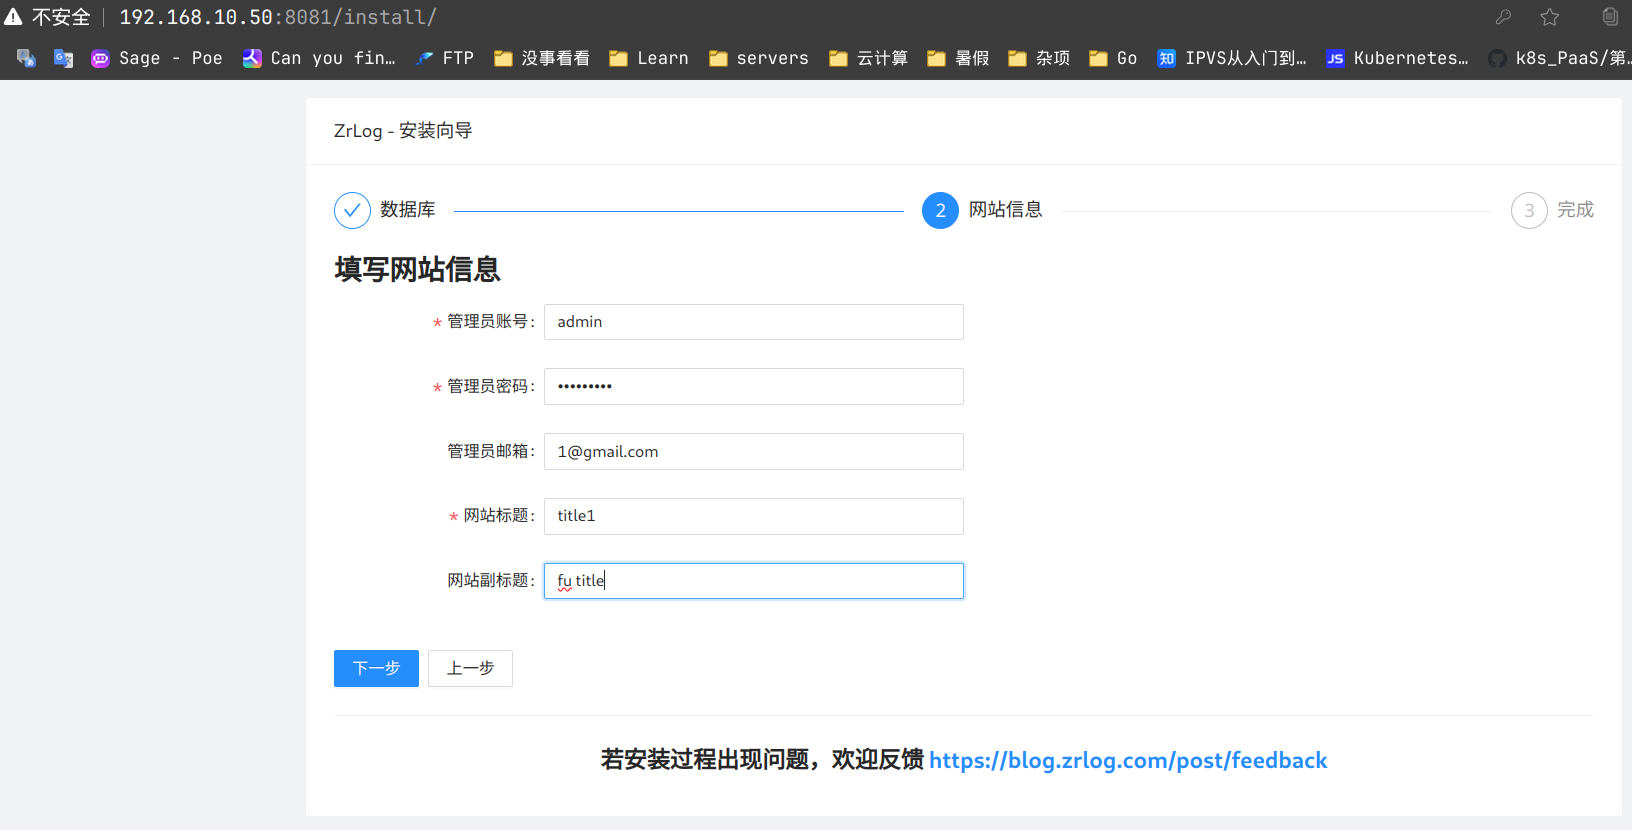 不安全 192.168.10.50:8081/install/
Sage - Poe Can you fin… FTP 没事看看 Learn servers 云计算 暑假 杂项 Go 知 IPVS从入门到… JS Kubernetes… k8s_PaaS/第…
ZrLog - 安装向导
数据库 2 网站信息 3 完成
填写网站信息
* 管理员账号: admin
* 管理员密码: •••••••••
管理员邮箱: 1@gmail.com
* 网站标题: title1
网站副标题: fu title
下一步 上一步
若安装过程出现问题，欢迎反馈 https://blog.zrlog.com/post/feedback